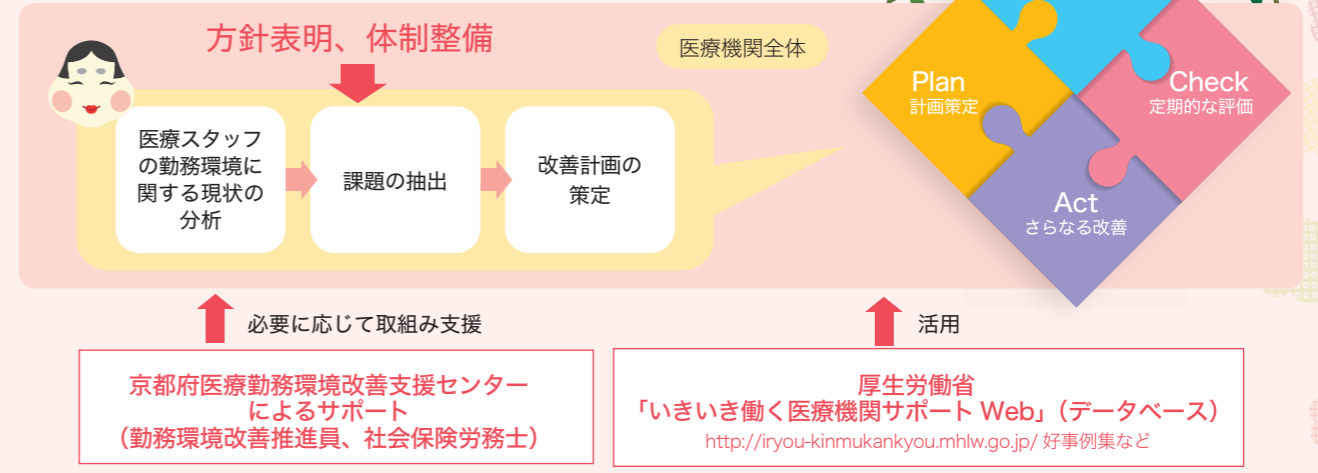 方針表明、体制整備
医療機関全体
医療スタッフ
の勤務環境に
関する現状の
分析
課題の抽出
改善計画の
策定
Plan
計画策定
Check
定期的な評価
Act
さらなる改善
必要に応じて取組み支援
活用
京都府医療勤務環境改善支援センター
によるサポート
（勤務環境改善推進員、社会保険労務士）
厚生労働省
「いきいき働く医療機関サポート Web」（データベース）
http://iryou-kinmukankyou.mhlw.go.jp/ 好事例集など